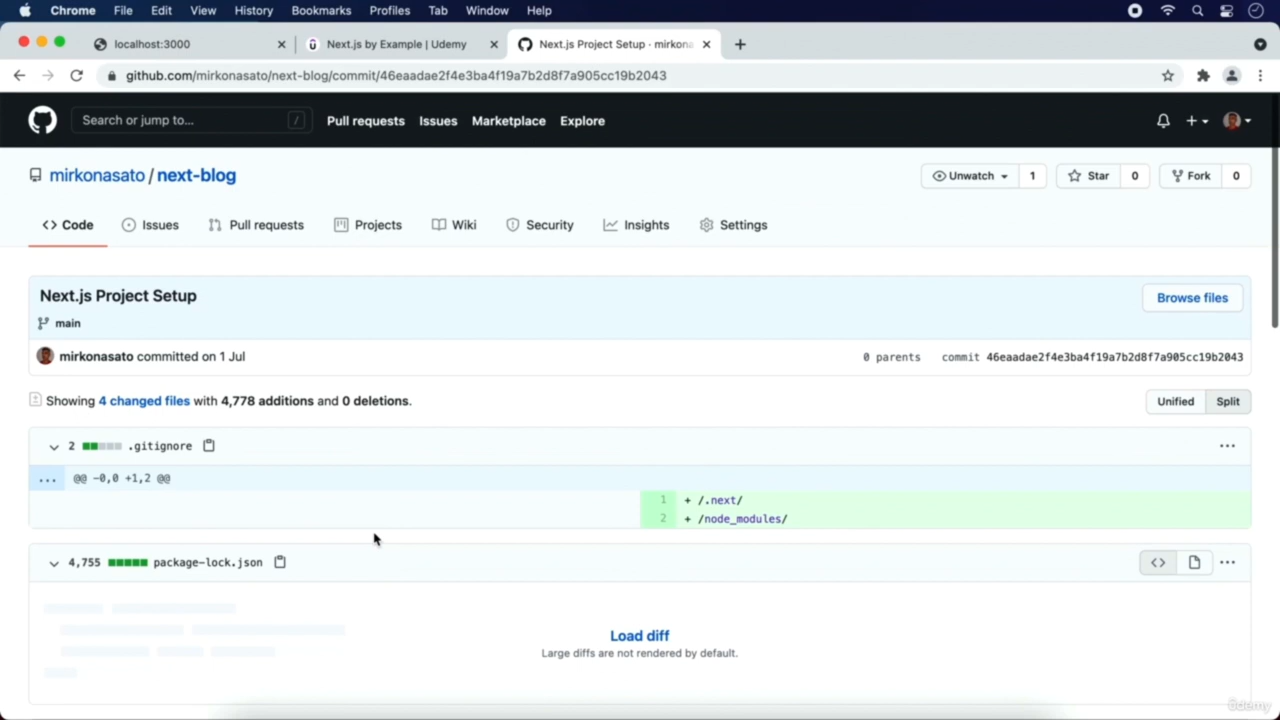 Chrome File Edit View History Bookmarks Profiles Tab Window Help
localhost:3000 Next.js by Example | Udemy Next.js Project Setup · mirkona
github.com/mirkonasato/next-blog/commit/46eaadae2f4e3ba4f19a7b2d8f7a905cc19b2043
Search or jump to... / Pull requests Issues Marketplace Explore
mirkonasato / next-blog Unwatch 1 Star 0 Fork 0
<> Code Issues Pull requests Projects Wiki Security Insights Settings
Next.js Project Setup Browse files
main
mirkonasato committed on 1 Jul 0 parents commit 46eaadae2f4e3ba4f19a7b2d8f7a905cc19b2043
Showing 4 changed files with 4,778 additions and 0 deletions. Unified Split
2 .gitignore ...
... @@ -0,0 +1,2 @@
1 + /.next/
2 + /node_modules/
4,755 package-lock.json <> ...
Load diff
Large diffs are not rendered by default.
ûdemy